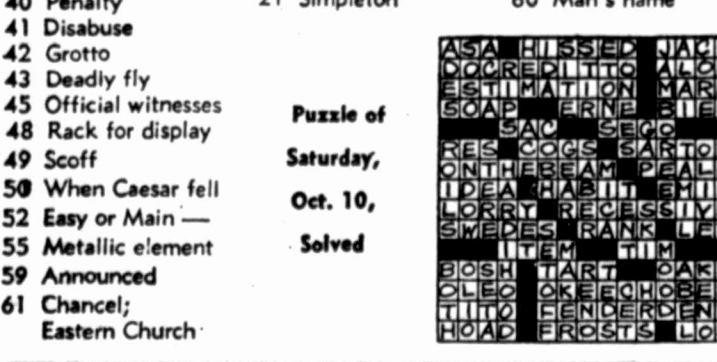 40 Penalty
41 Disabuse
42 Grotto
43 Deadly fly
45 Official witnesses
48 Rack for display
49 Scoff
50 When Caesar fell
52 Easy or Main —
55 Metallic element
59 Announced
61 Chancel;
Eastern Church
21 Simpleton
60 Man's name
Puzzle of
Saturday,
Oct. 10,
Solved
ASA HISSED JAC
DOCREDITTO ALO
ESTIMATION MAR
SOAP ERNE BIE
SAC SEGO
RES COGS SARTO
ONTHEBEAM PEAL
IDEA HABIT EMI
LORRY RECESSIV
SWEDES RANK LE
ITEM TIM
BOSH TART OAK
OLEO OKEECHOBE
TITO FENDERDEN
HOAD FROSTS LO